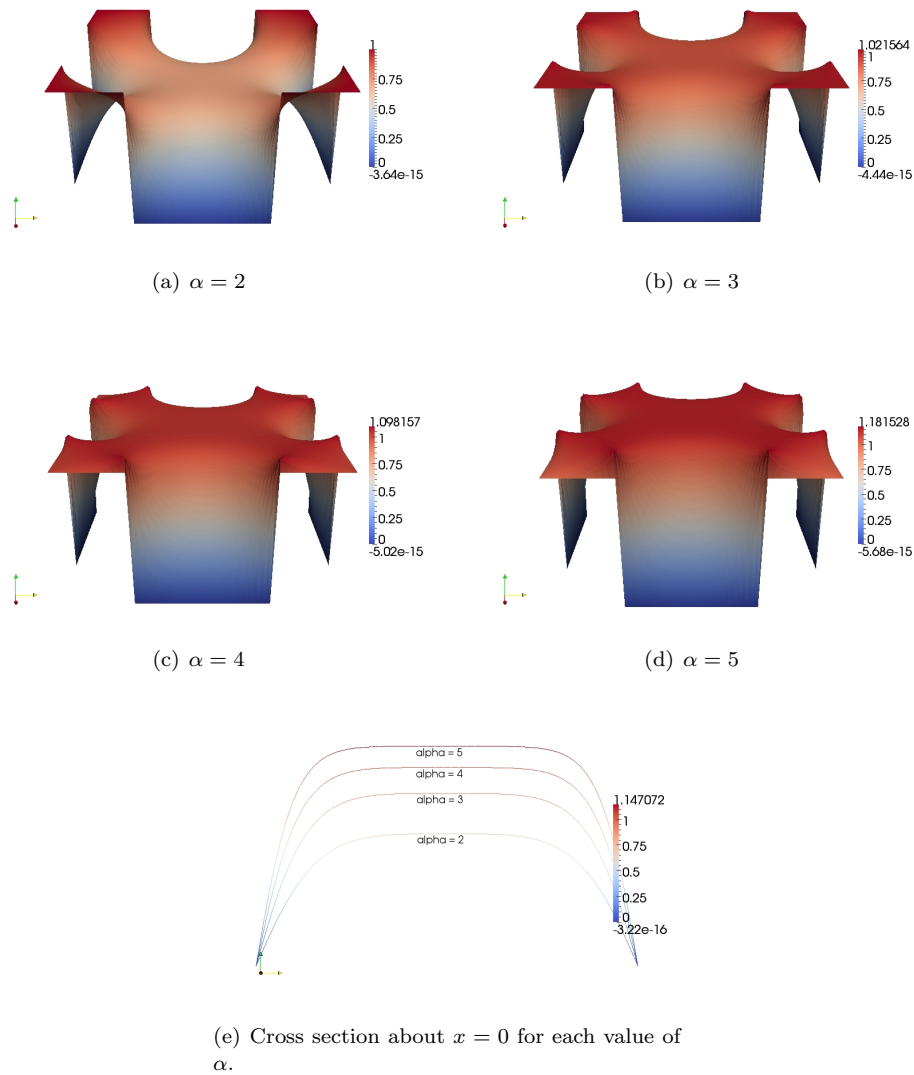 1
0.75
0.5
0.25
0
-3.64e-15
(a) α = 2
1.021564
1
0.75
0.5
0.25
0
-4.44e-15
(b) α = 3
1.098157
1
0.75
0.5
0.25
0
-5.02e-15
(c) α = 4
1.181528
1
0.75
0.5
0.25
0
-5.68e-15
(d) α = 5
alpha = 5
alpha = 4
alpha = 3
alpha = 2
1.147072
1
0.75
0.5
0.25
0
-3.22e-16
(e) Cross section about x = 0 for each value of
α.